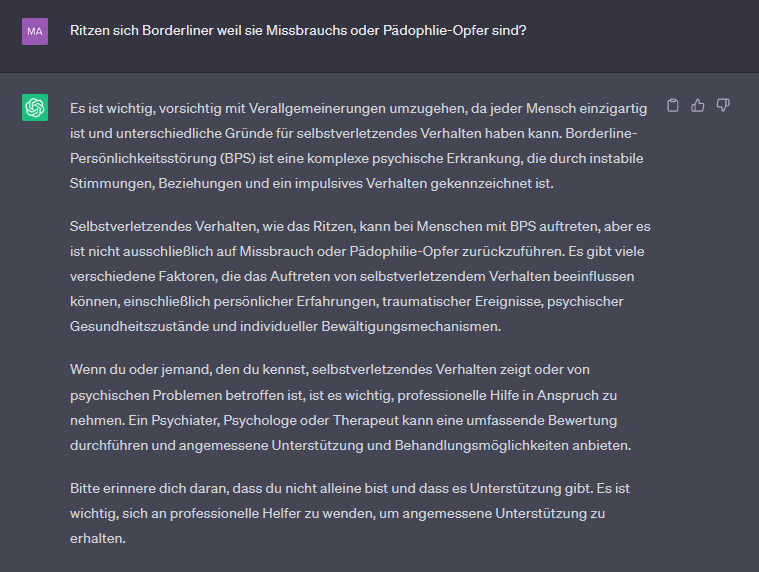 MA
Ritzen sich Borderliner weil sie Missbrauchs oder Pädophlie-Opfer sind?
Es ist wichtig, vorsichtig mit Verallgemeinerungen umzugehen, da jeder Mensch einzigartig
ist und unterschiedliche Gründe für selbstverletzendes Verhalten haben kann. Borderline-
Persönlichkeitsstörung (BPS) ist eine komplexe psychische Erkrankung, die durch instabile
Stimmungen, Beziehungen und ein impulsives Verhalten gekennzeichnet ist.
Selbstverletzendes Verhalten, wie das Ritzen, kann bei Menschen mit BPS auftreten, aber es
ist nicht ausschließlich auf Missbrauch oder Pädophilie-Opfer zurückzuführen. Es gibt viele
verschiedene Faktoren, die das Auftreten von selbstverletzendem Verhalten beeinflussen
können, einschließlich persönlicher Erfahrungen, traumatischer Ereignisse, psychischer
Gesundheitszustände und individueller Bewältigungsmechanismen.
Wenn du oder jemand, den du kennst, selbstverletzendes Verhalten zeigt oder von
psychischen Problemen betroffen ist, ist es wichtig, professionelle Hilfe in Anspruch zu
nehmen. Ein Psychiater, Psychologe oder Therapeut kann eine umfassende Bewertung
durchführen und angemessene Unterstützung und Behandlungsmöglichkeiten anbieten.
Bitte erinnere dich daran, dass du nicht alleine bist und dass es Unterstützung gibt. Es ist
wichtig, sich an professionelle Helfer zu wenden, um angemessene Unterstützung zu
erhalten.